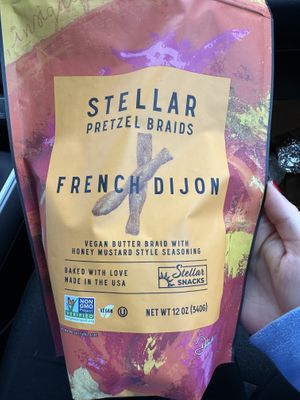 STELLAR
PRETZEL BRAIDS
FRENCH DIJON
VEGAN BUTTER BRAID WITH
HONEY MUSTARD STYLE SEASONING
BAKED WITH LOVE
MADE IN THE USA
Stellar
SNACKS
NON
GMO
Project
VERIFIED
VEGAN
U
NET WT 12 OZ (340G)